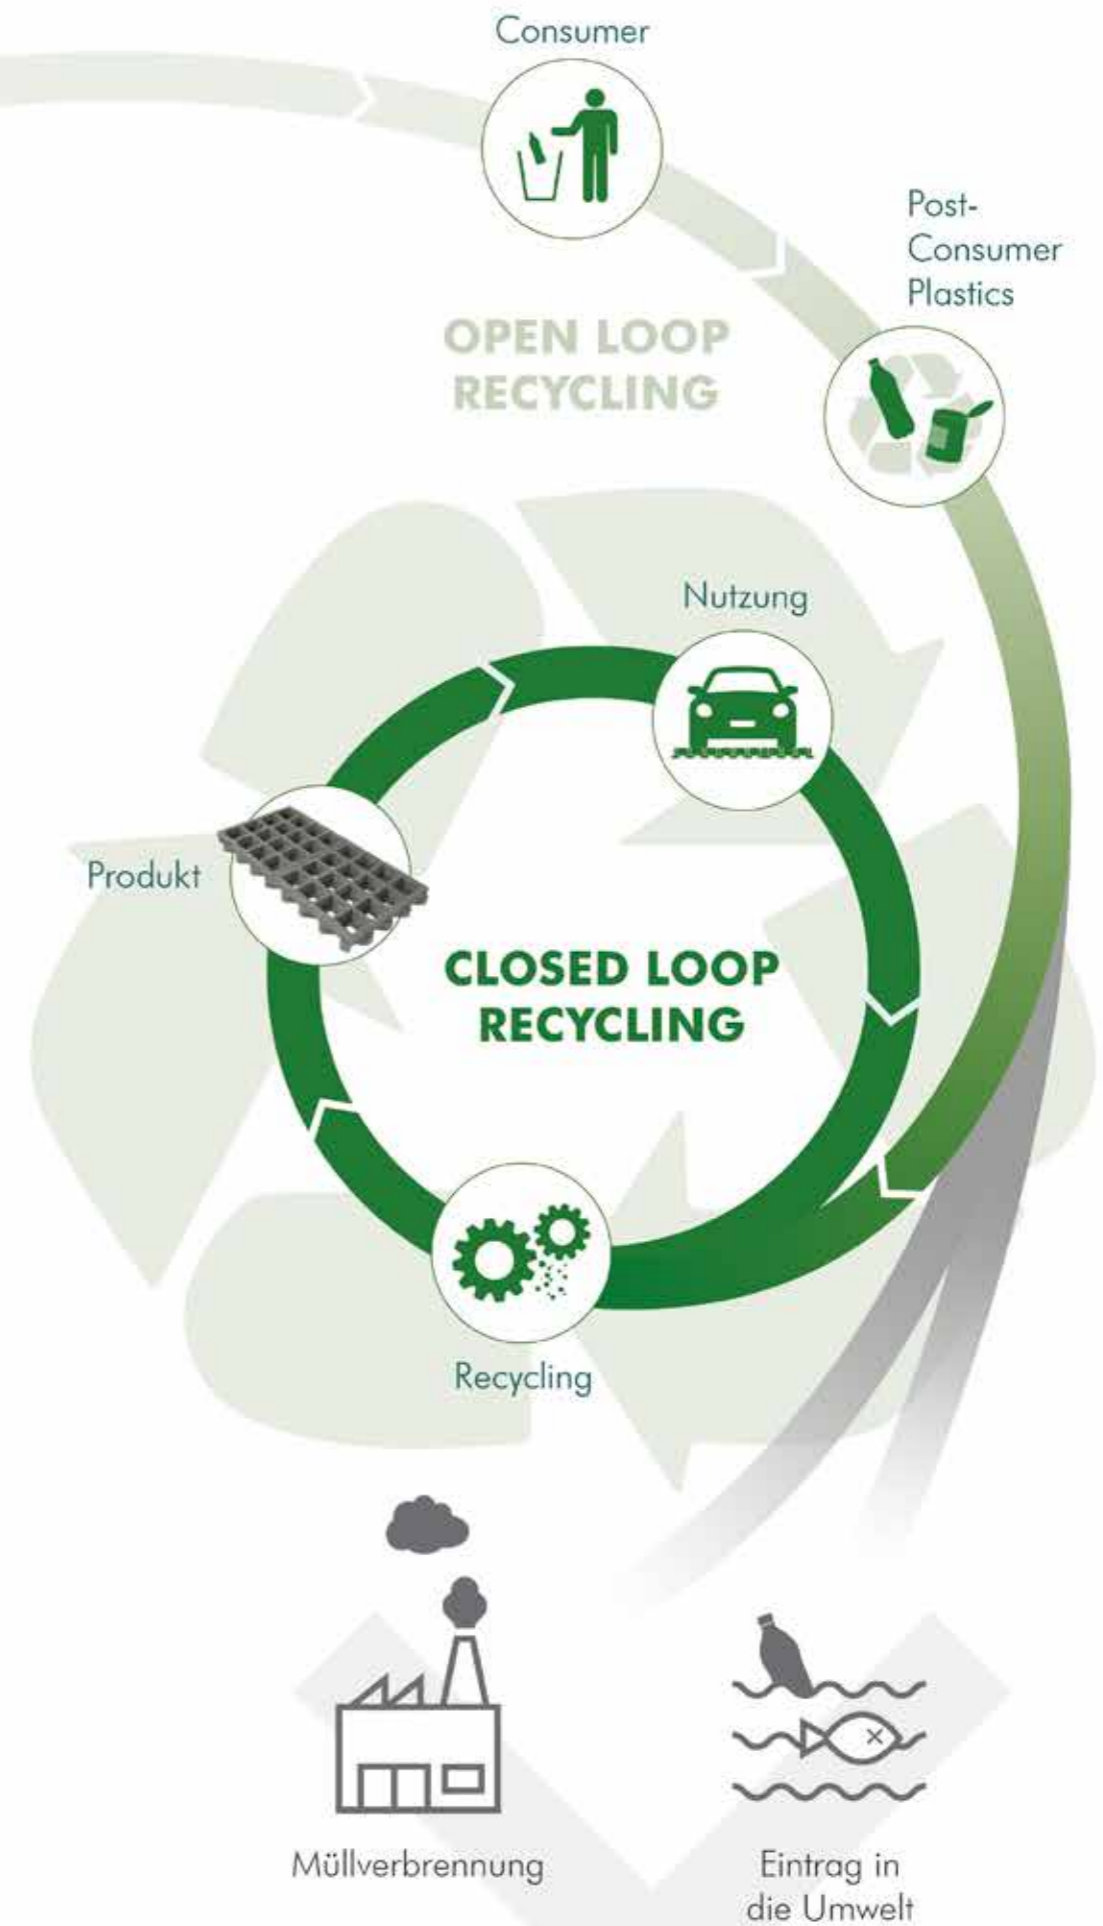 Consumer
Post-
Consumer
Plastics
OPEN LOOP
RECYCLING
Nutzung
Produkt
CLOSED LOOP
RECYCLING
Recycling
Müllverbrennung
Eintrag in
die Umwelt